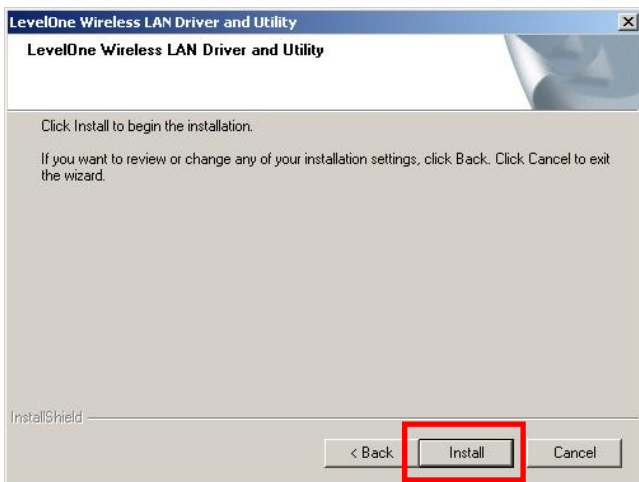 LevelOne Wireless LAN Driver and Utility
LevelOne Wireless LAN Driver and Utility
Click Install to begin the installation.
If you want to review or change any of your installation settings, click Back. Click Cancel to exit
the wizard.
InstallShield
< Back Install Cancel